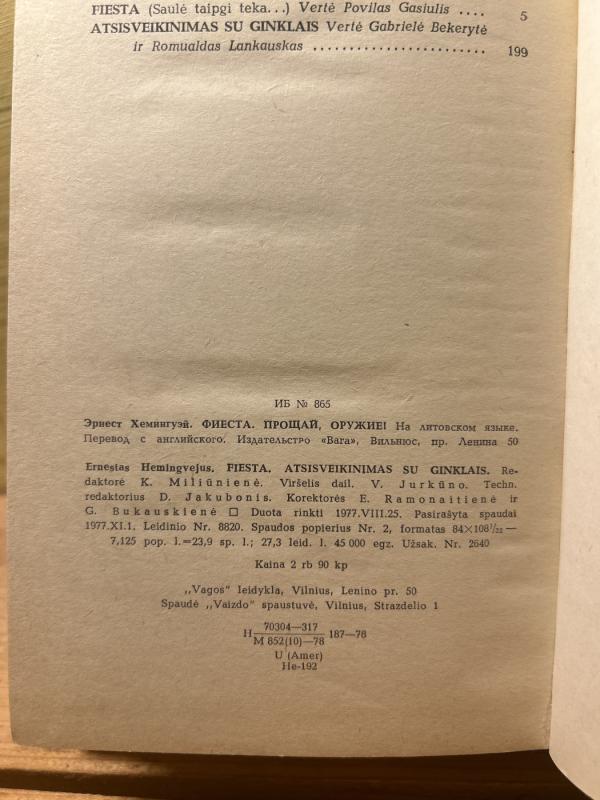 FIESTA (Saulė taipgi teka...) Vertė Povilas Gasiulis .... 5
ATSISVEIKINIMAS SU GINKLAIS Vertė Gabrielė Bekerytė
ir Romualdas Lankauskas ........................ 199
ИБ № 865
Эрнест Хемингуэй. ФИЕСТА. ПРОЩАЙ, ОРУЖИЕ! На литовском языке.
Перевод с английского. Издательстро «Вага», Вильнюс, пр. Ленина 50
Ernestas Hemingvejus. FIESTA. ATSISVEIKINIMAS SU GINKLAIS. Re-
daktorė K. Miliūnienė. Viršelis dail. V. Jurkūno. Techn.
redaktorius D. Jakubonis. Korektorės E. Ramonaitienė ir
G. Bukauskienė □ Duota rinkti 1977.VIII.25. Pasirašyta spaudai
1977.XI.1. Leidinio Nr. 8820. Spaudos popierius Nr. 2, formatas 84×108¹/₂₂—
7,125 pop. l.=23,9 sp. l.; 27,3 leid. l. 45 000 egz. Užsak. Nr. 2640
Kaina 2 rb 90 kp
,,Vagos" leidykla, Vilnius, Lenino pr. 50
Spaudė ,,Vaizdo" spaustuvė, Vilnius, Strazdelio 1
70304—317
H 187—78
M 852(10)—78
U (Amer)
He-192